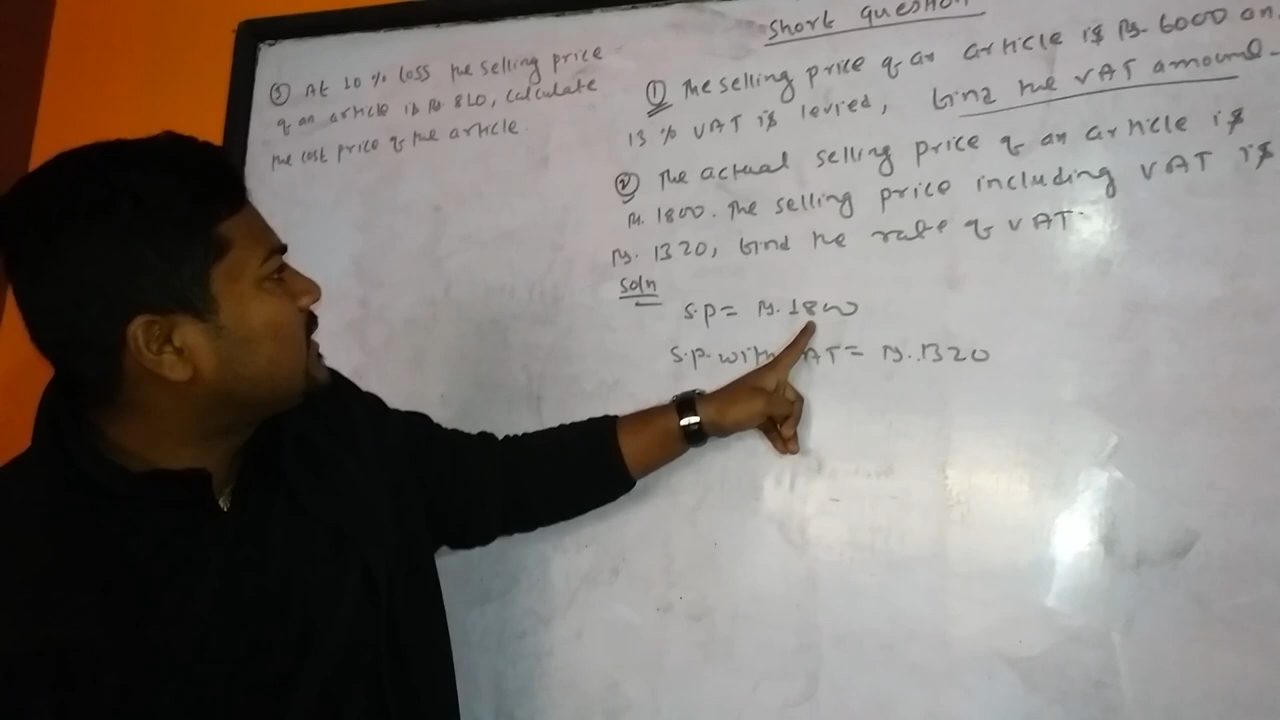 Short question
① The selling price of an article is Rs. 6000 on
13 % VAT is levied, find the VAT amount.
② The actual selling price of an article is
Rs. 1800. The selling price including VAT is
Rs. 1320, find the rate of VAT.
Soln
S.P = Rs. 1800
S.P. with AT = Rs. 1320
③ At 10 % loss the selling price
of an article is Rs. 810, calculate
the cost price of the article.